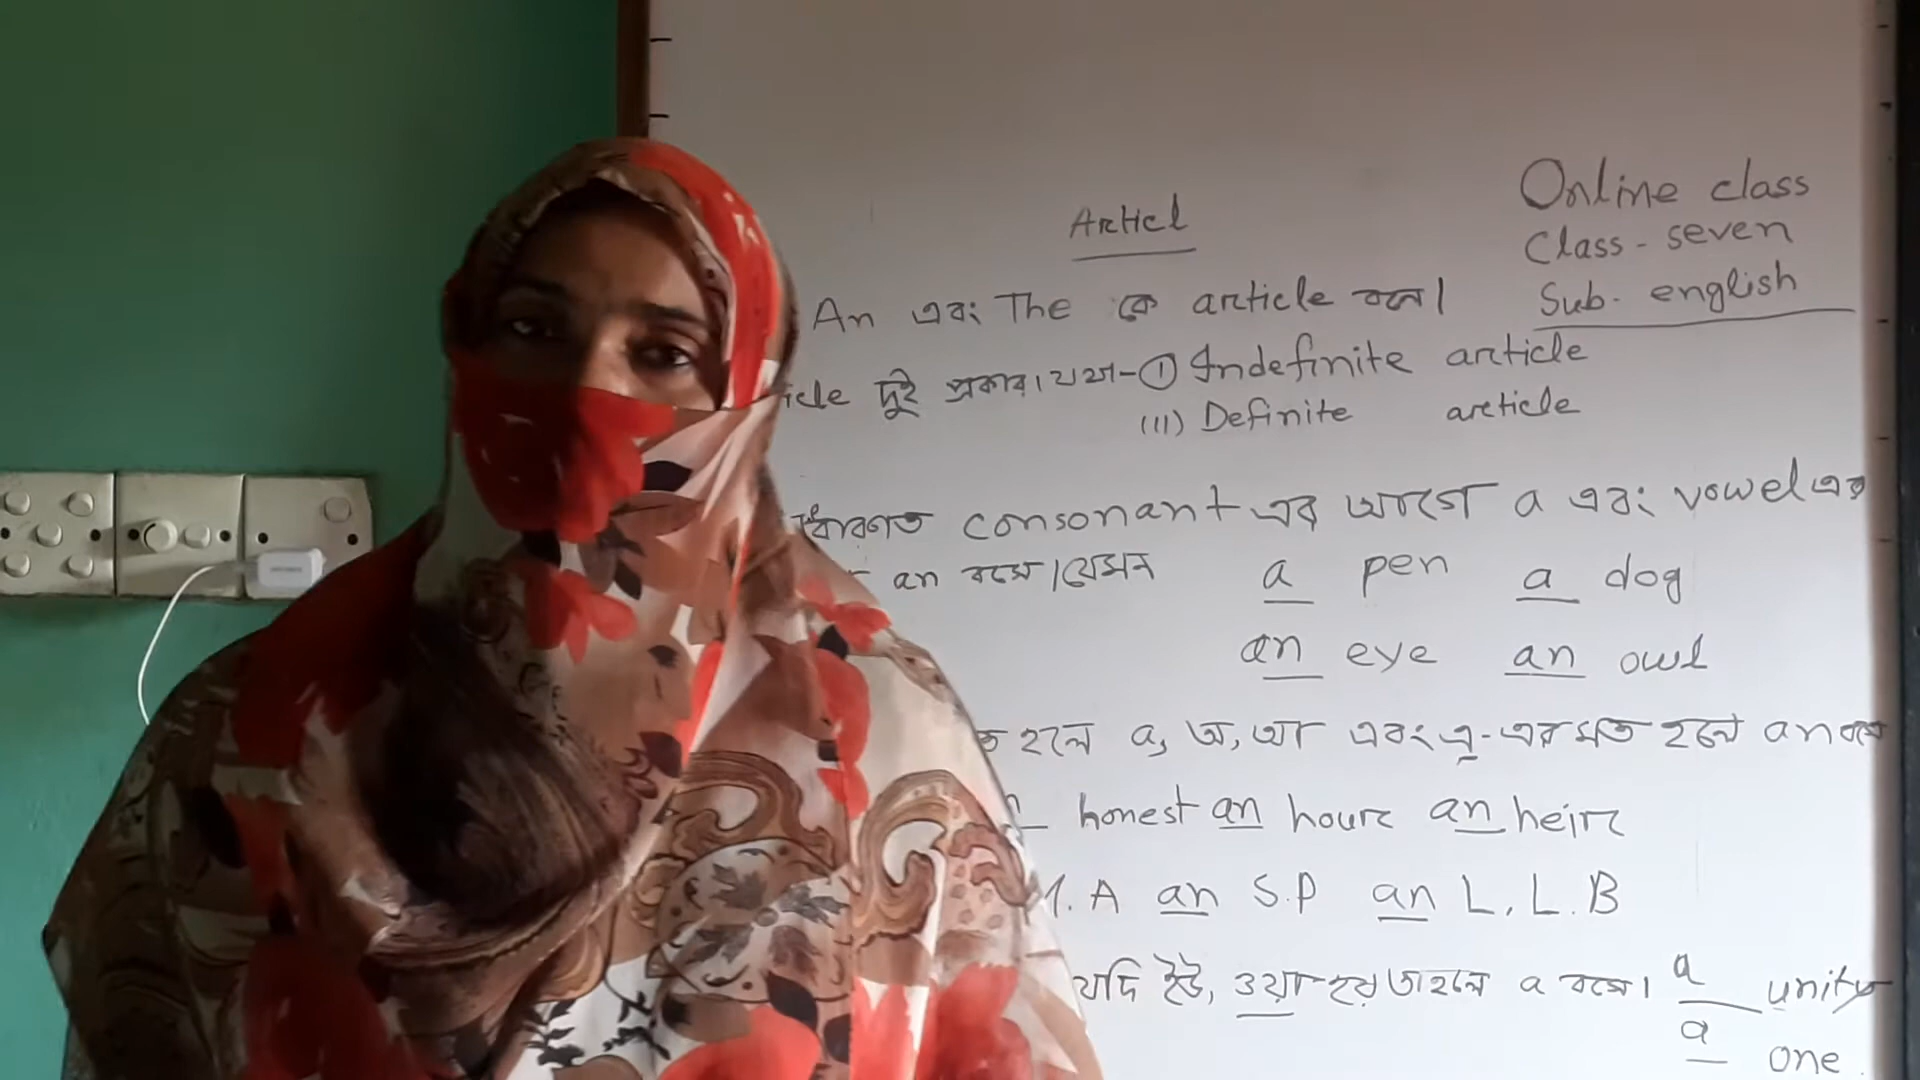 Online class
Class - seven
Sub. english
Articl
An এবং The কে article বলে।
icle দুই প্রকার। যথা- (i) Indefinite article
(ii) Definite article
consonant এর আগে a এবং vowel এর
an বসে। যেমন a pen a dog
an eye an owl
হলে a, অ, আ এবং এ-এর মত হলে an বসে
honest an hour an heir
M.A an S.P an L.L.B
যদি ইউ, ওয়া হয় তাহলে a বসে। a unity
a one.